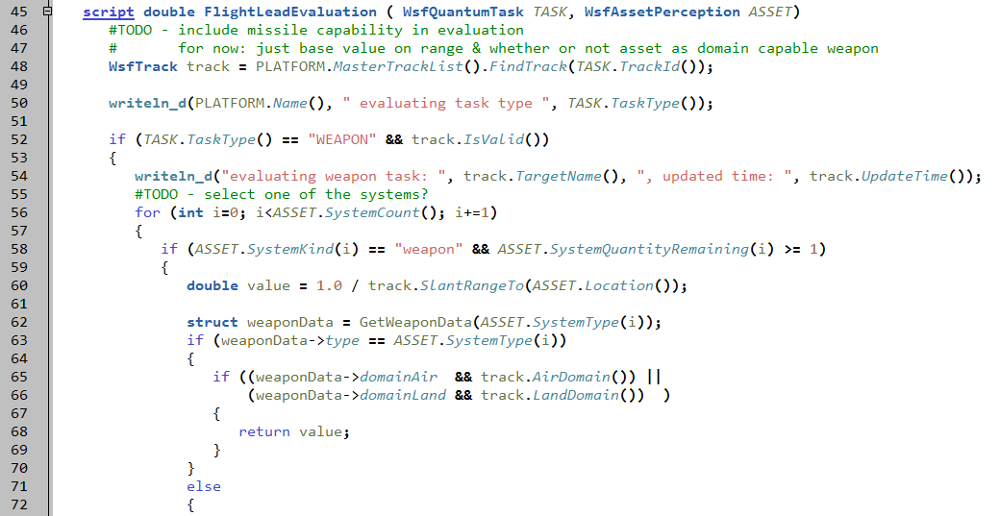 45 script double FlightLeadEvaluation ( WsfQuantumTask TASK, WsfAssetPerception ASSET)
46 #TODO - include missile capability in evaluation
47 #       for now: just base value on range & whether or not asset as domain capable weapon
48 WsfTrack track = PLATFORM.MasterTrackList().FindTrack(TASK.TrackId());
49
50 writeln_d(PLATFORM.Name(), " evaluating task type ", TASK.TaskType());
51
52 if (TASK.TaskType() == "WEAPON" && track.IsValid())
53 {
54 writeln_d("evaluating weapon task: ", track.TargetName(), ", updated time: ", track.UpdateTime());
55 #TODO - select one of the systems?
56 for (int i=0; i<ASSET.SystemCount(); i+=1)
57 {
58 if (ASSET.SystemKind(i) == "weapon" && ASSET.SystemQuantityRemaining(i) >= 1)
59 {
60 double value = 1.0 / track.SlantRangeTo(ASSET.Location());
61
62 struct weaponData = GetWeaponData(ASSET.SystemType(i));
63 if (weaponData->type == ASSET.SystemType(i))
64 {
65 if ((weaponData->domainAir  && track.AirDomain()) ||
66 (weaponData->domainLand && track.LandDomain())  )
67 {
68 return value;
69 }
70 }
71 else
72 {